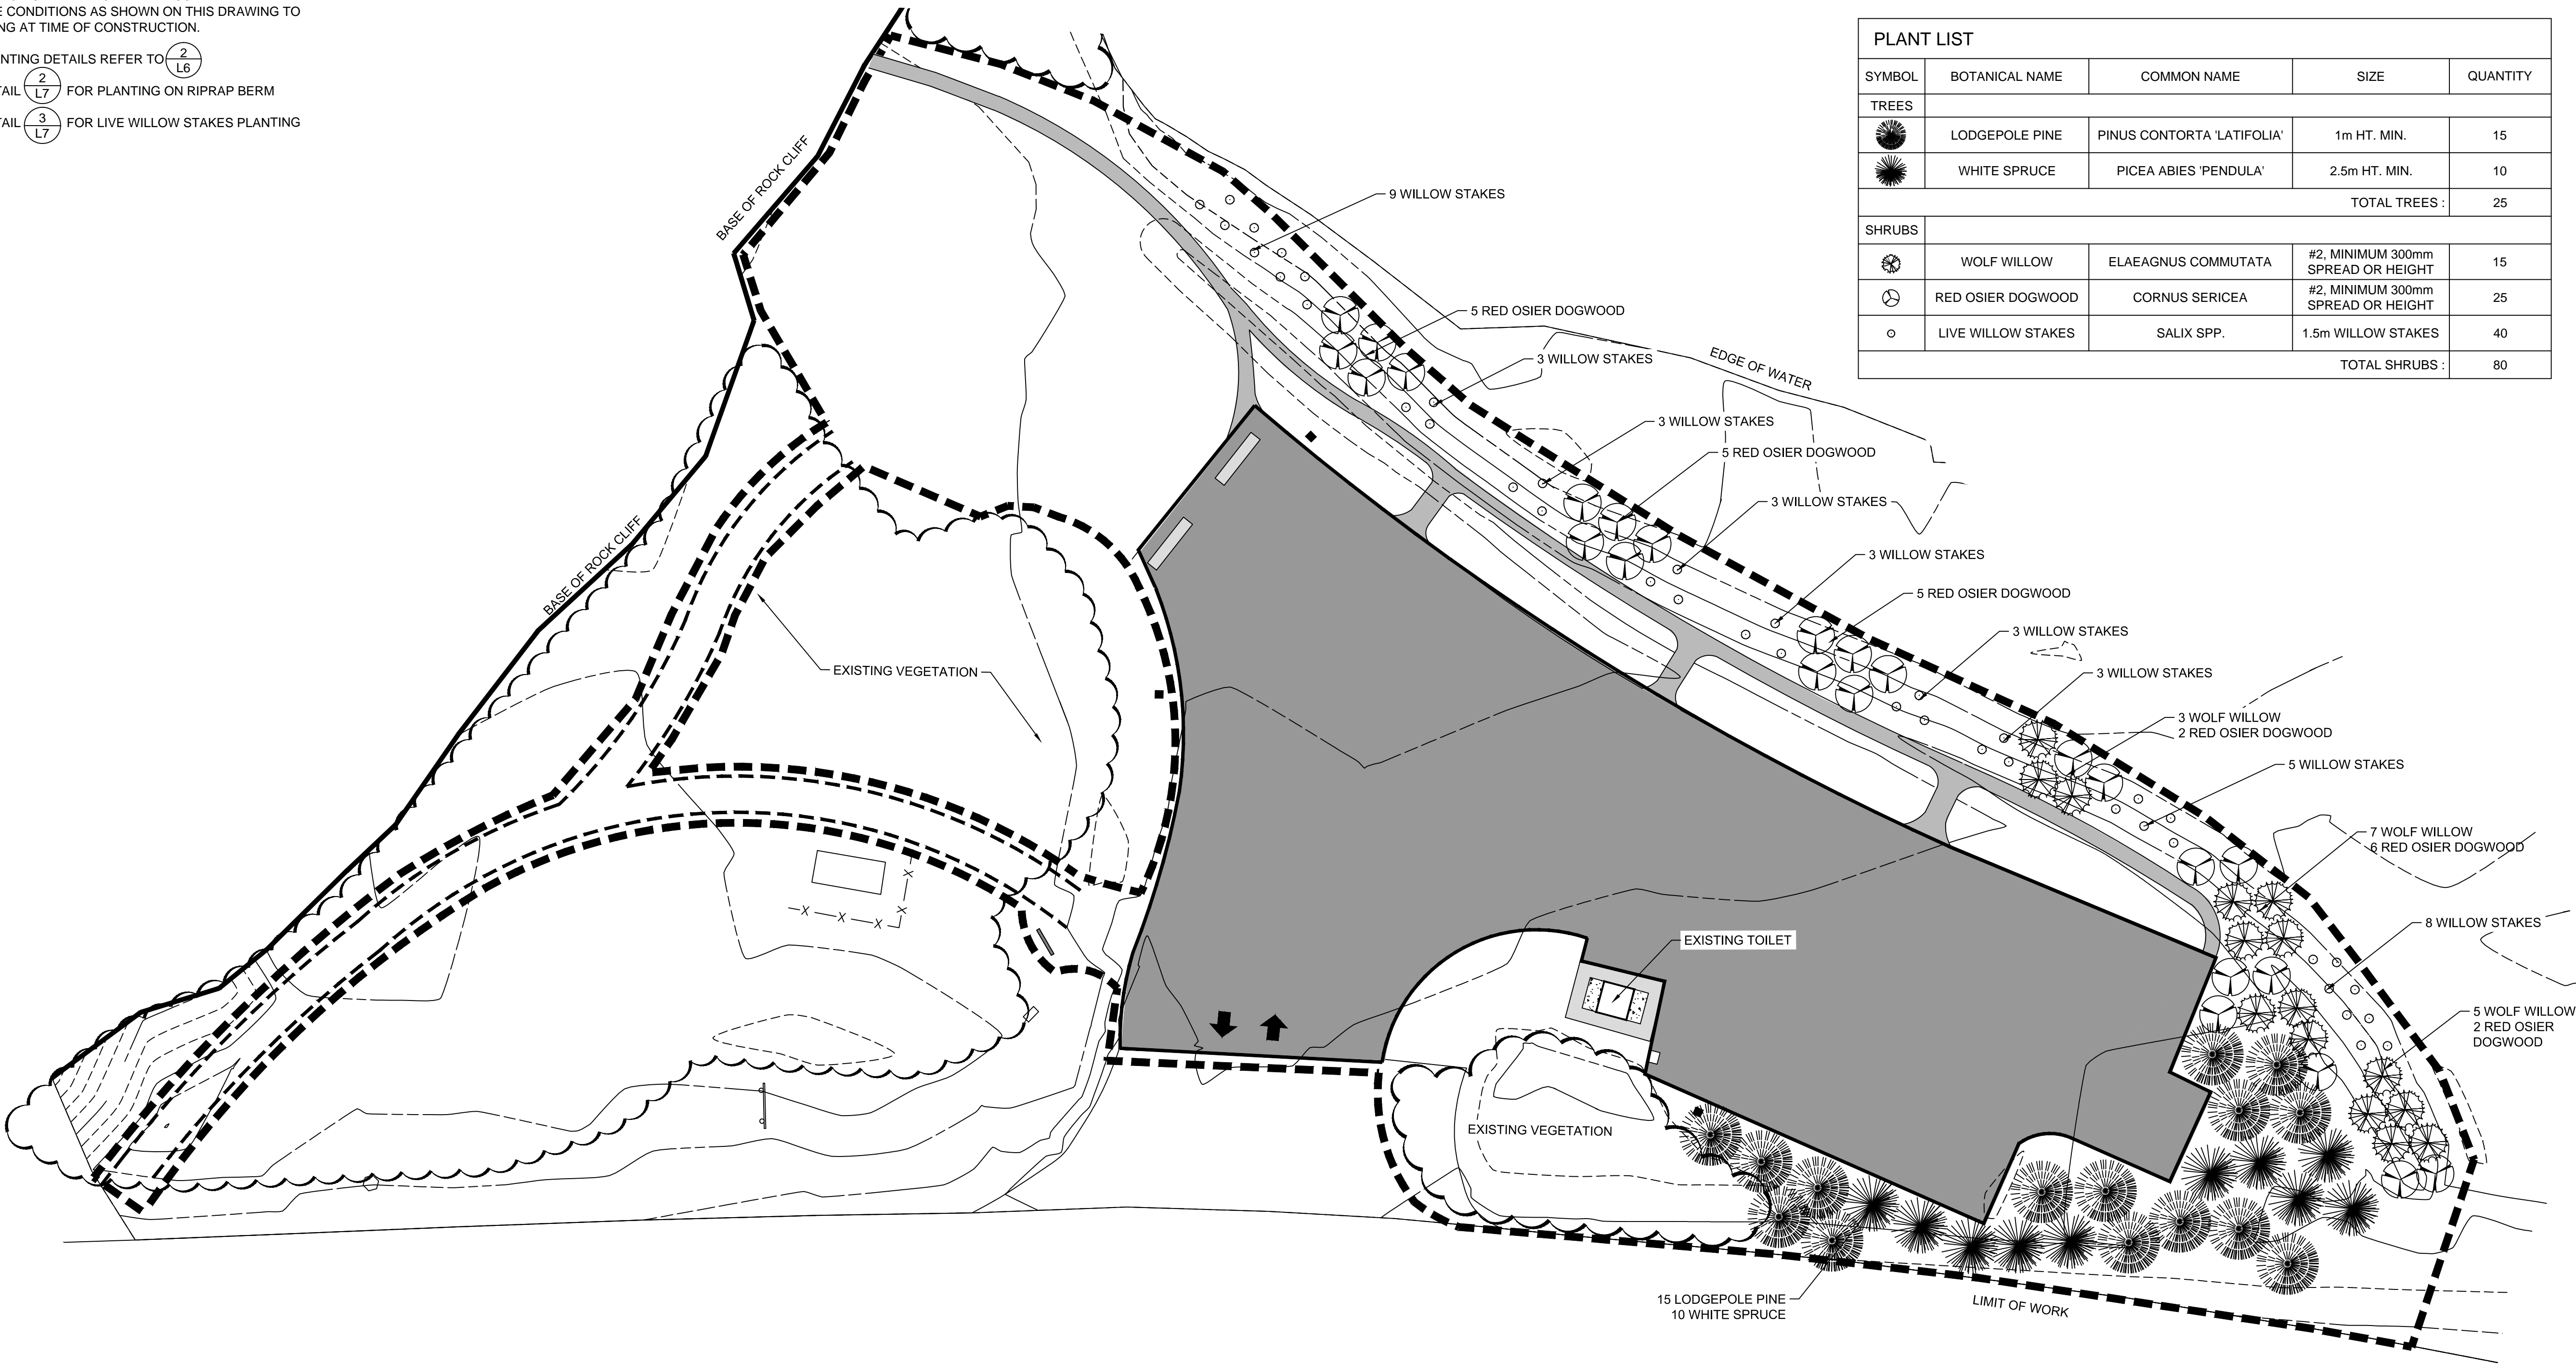 E CONDITIONS AS SHOWN ON THIS DRAWING TO
NG AT TIME OF CONSTRUCTION.
NTING DETAILS REFER TO 2
L6
TAIL 2 FOR PLANTING ON RIPRAP BERM
L7
TAIL 3 FOR LIVE WILLOW STAKES PLANTING
L7
PLANT LIST
SYMBOL BOTANICAL NAME COMMON NAME SIZE QUANTITY
TREES
LODGEPOLE PINE PINUS CONTORTA 'LATIFOLIA' 1m HT. MIN. 15
WHITE SPRUCE PICEA ABIES 'PENDULA' 2.5m HT. MIN. 10
TOTAL TREES : 25
SHRUBS
WOLF WILLOW ELAEAGNUS COMMUTATA #2, MINIMUM 300mm SPREAD OR HEIGHT 15
RED OSIER DOGWOOD CORNUS SERICEA #2, MINIMUM 300mm SPREAD OR HEIGHT 25
LIVE WILLOW STAKES SALIX SPP. 1.5m WILLOW STAKES 40
TOTAL SHRUBS : 80
BASE OF ROCK CLIFF
9 WILLOW STAKES
5 RED OSIER DOGWOOD
3 WILLOW STAKES
EDGE OF WATER
3 WILLOW STAKES
5 RED OSIER DOGWOOD
3 WILLOW STAKES
BASE OF ROCK CLIFF
3 WILLOW STAKES
5 RED OSIER DOGWOOD
3 WILLOW STAKES
EXISTING VEGETATION
3 WILLOW STAKES
3 WOLF WILLOW
2 RED OSIER DOGWOOD
5 WILLOW STAKES
7 WOLF WILLOW
6 RED OSIER DOGWOOD
X
X X X X
8 WILLOW STAKES
EXISTING TOILET
5 WOLF WILLOW
2 RED OSIER
DOGWOOD
EXISTING VEGETATION
15 LODGEPOLE PINE
10 WHITE SPRUCE
LIMIT OF WORK